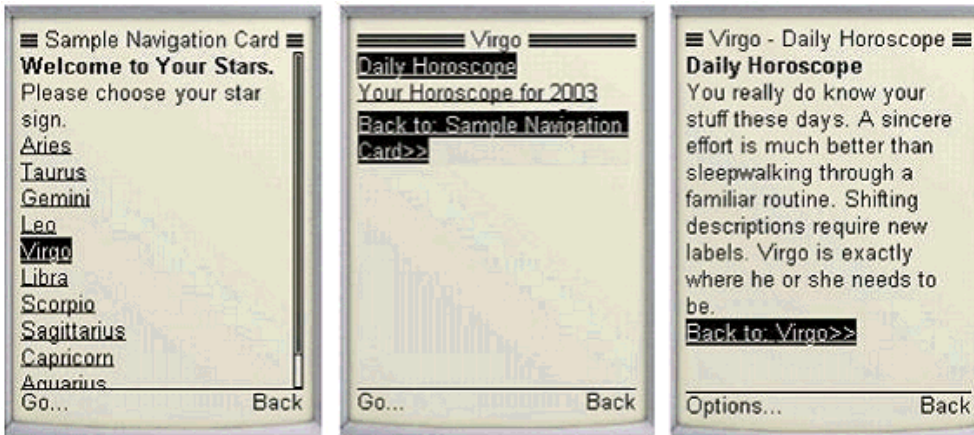 Sample Navigation Card
Welcome to Your Stars.
Please choose your star
sign.
Aries
Taurus
Gemini
Leo
Virgo
Libra
Scorpio
Sagittarius
Capricorn
Aquarius
Go... Back
Virgo
Daily Horoscope
Your Horoscope for 2003
Back to: Sample Navigation
Card>>
Go... Back
Virgo - Daily Horoscope
Daily Horoscope
You really do know your
stuff these days. A sincere
effort is much better than
sleepwalking through a
familiar routine. Shifting
descriptions require new
labels. Virgo is exactly
where he or she needs to
be.
Back to: Virgo>>
Options... Back